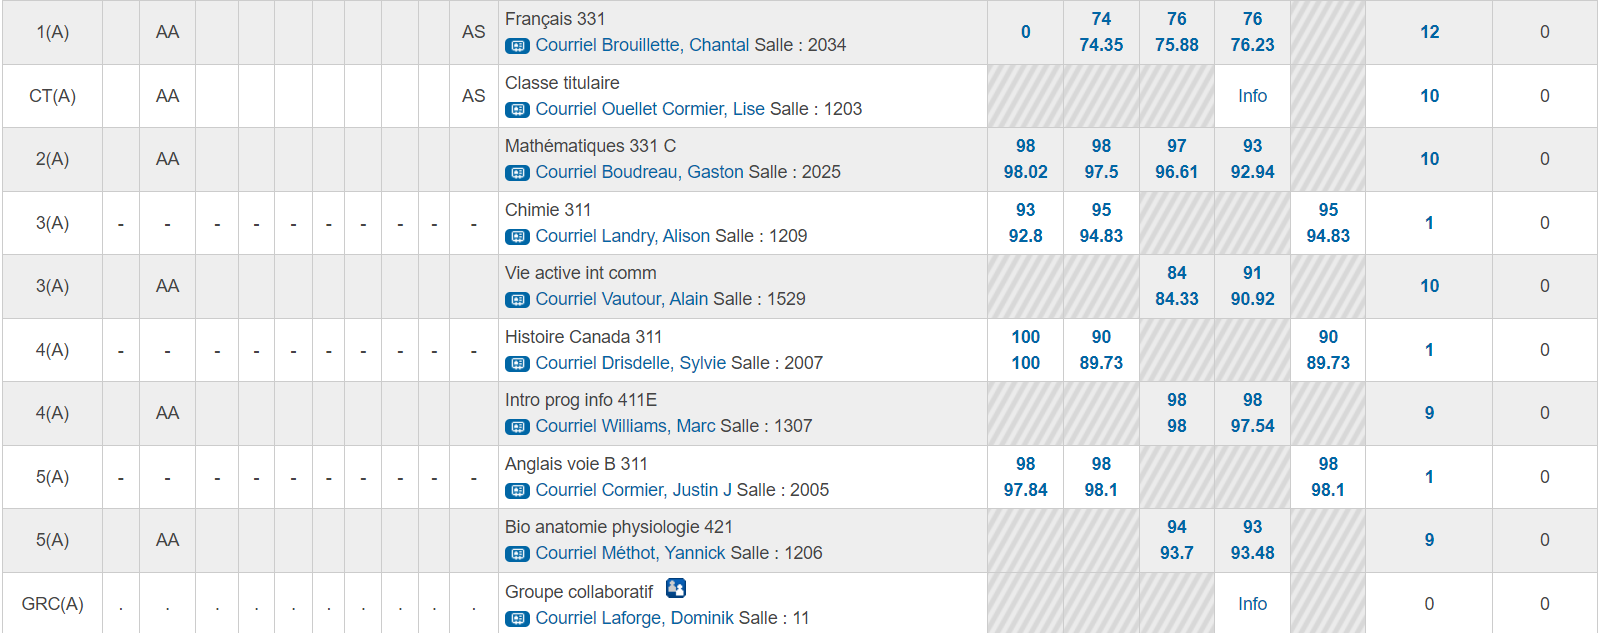 1(A) AA AS Français 331 0 74 76 76 12 0
Courriel Brouillette, Chantal Salle : 2034 74.35 75.88 76.23
CT(A) AA AS Classe titulaire Info 10 0
Courriel Ouellet Cormier, Lise Salle : 1203
2(A) AA Mathématiques 331 C 98 98 97 93 10 0
Courriel Boudreau, Gaston Salle : 2025 98.02 97.5 96.61 92.94
3(A) - - - - - - - - - - Chimie 311 93 95 95 1 0
Courriel Landry, Alison Salle : 1209 92.8 94.83 94.83
3(A) AA Vie active int comm 84 91 10 0
Courriel Vautour, Alain Salle : 1529 84.33 90.92
4(A) - - - - - - - - - - Histoire Canada 311 100 90 90 1 0
Courriel Drisdelle, Sylvie Salle : 2007 100 89.73 89.73
4(A) AA Intro prog info 411E 98 98 9 0
Courriel Williams, Marc Salle : 1307 98 97.54
5(A) - - - - - - - - - - Anglais voie B 311 98 98 98 1 0
Courriel Cormier, Justin J Salle : 2005 97.84 98.1 98.1
5(A) AA Bio anatomie physiologie 421 94 93 9 0
Courriel Méthot, Yannick Salle : 1206 93.7 93.48
GRC(A) . . . . . . . . . . Groupe collaboratif Info 0 0
Courriel Laforge, Dominik Salle : 11